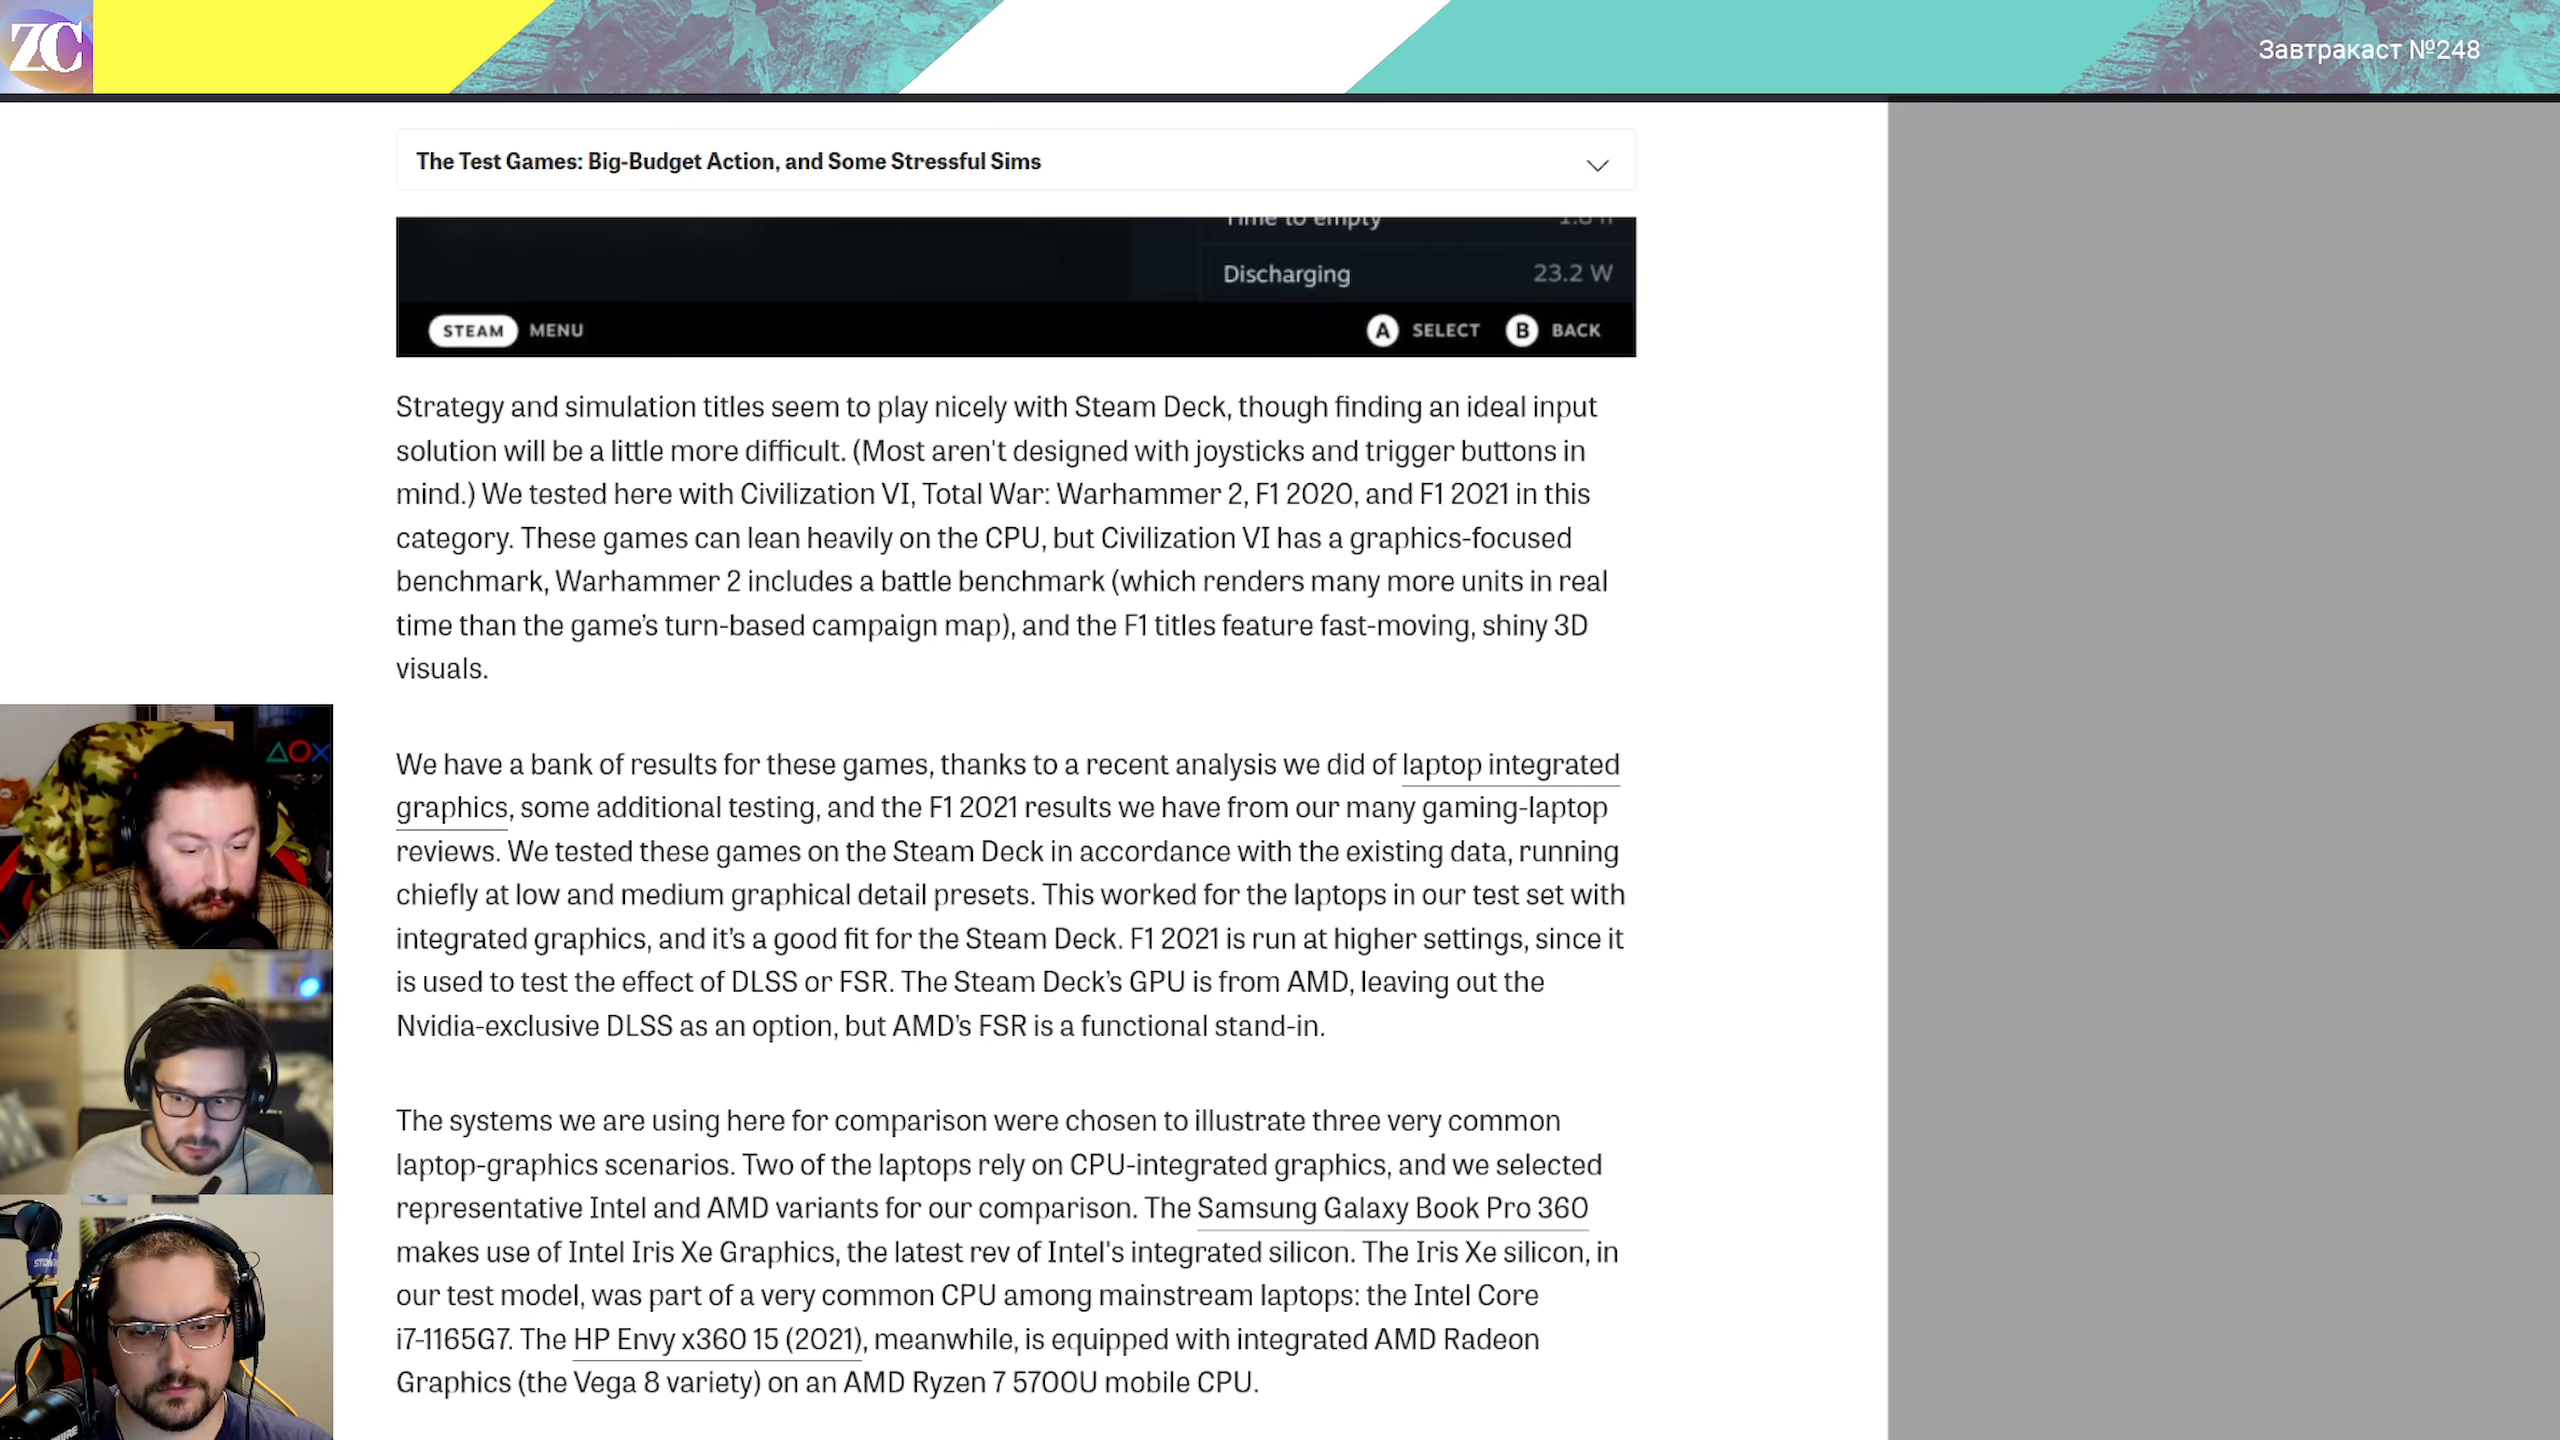 ZC
Завтракаст №248
The Test Games: Big-Budget Action, and Some Stressful Sims
Time to empty
Discharging 23.2 W
STEAM MENU A SELECT B BACK
Strategy and simulation titles seem to play nicely with Steam Deck, though finding an ideal input
solution will be a little more difficult. (Most aren't designed with joysticks and trigger buttons in
mind.) We tested here with Civilization VI, Total War: Warhammer 2, F1 2020, and F1 2021 in this
category. These games can lean heavily on the CPU, but Civilization VI has a graphics-focused
benchmark, Warhammer 2 includes a battle benchmark (which renders many more units in real
time than the game’s turn-based campaign map), and the F1 titles feature fast-moving, shiny 3D
visuals.
We have a bank of results for these games, thanks to a recent analysis we did of laptop integrated
graphics, some additional testing, and the F1 2021 results we have from our many gaming-laptop
reviews. We tested these games on the Steam Deck in accordance with the existing data, running
chiefly at low and medium graphical detail presets. This worked for the laptops in our test set with
integrated graphics, and it’s a good fit for the Steam Deck. F1 2021 is run at higher settings, since it
is used to test the effect of DLSS or FSR. The Steam Deck’s GPU is from AMD, leaving out the
Nvidia-exclusive DLSS as an option, but AMD’s FSR is a functional stand-in.
The systems we are using here for comparison were chosen to illustrate three very common
laptop-graphics scenarios. Two of the laptops rely on CPU-integrated graphics, and we selected
representative Intel and AMD variants for our comparison. The Samsung Galaxy Book Pro 360
makes use of Intel Iris Xe Graphics, the latest rev of Intel's integrated silicon. The Iris Xe silicon, in
our test model, was part of a very common CPU among mainstream laptops: the Intel Core
i7-1165G7. The HP Envy x360 15 (2021), meanwhile, is equipped with integrated AMD Radeon
Graphics (the Vega 8 variety) on an AMD Ryzen 7 5700U mobile CPU.